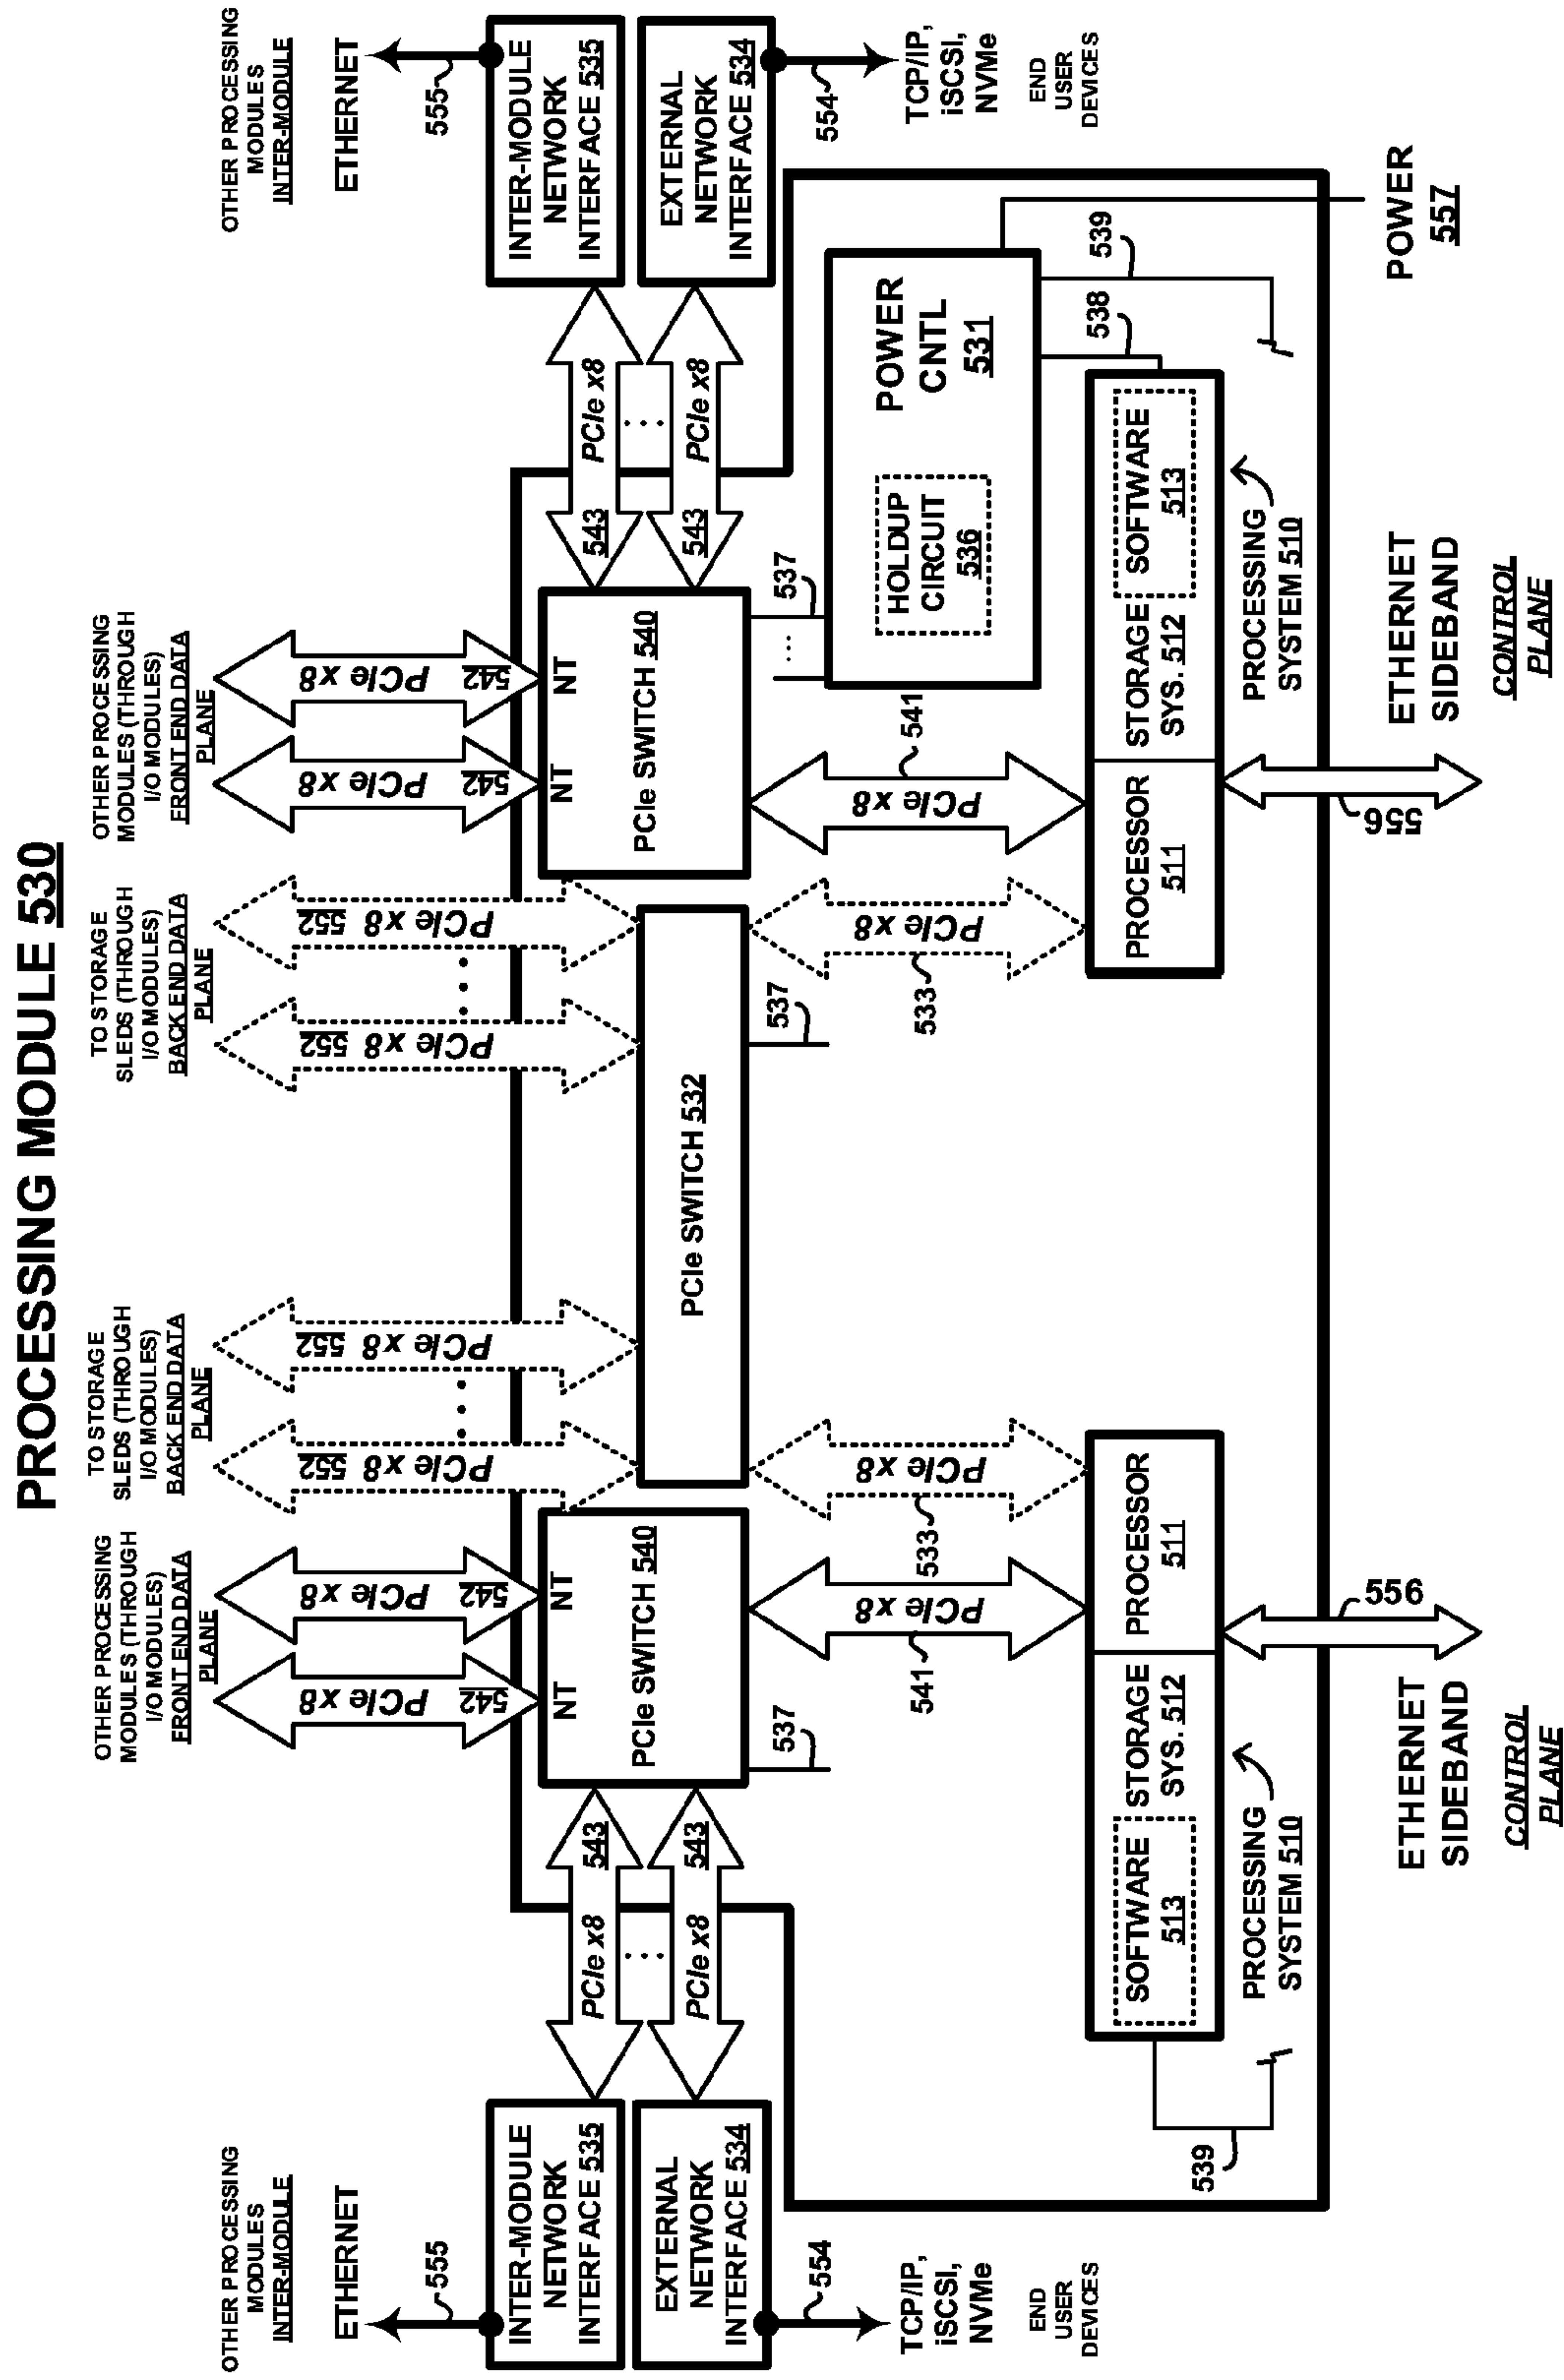 PROCESSING MODULE 530
OTHER PROCESSING
MODULES
INTER-MODULE
ETHERNET
555
INTER-MODULE
NETWORK
INTERFACE 535
EXTERNAL
NETWORK
INTERFACE 534
554
TCP/IP,
iSCSI,
NVMe
END
USER
DEVICES
PCIe x8
543
PCIe x8
543
OTHER PROCESSING
MODULES (THROUGH
I/O MODULES)
FRONT END DATA
PLANE
PCIe x8
542
PCIe x8
542
NT
NT
PCIe SWITCH 540
537
541
PCIe x8
TO STORAGE
SLEDS (THROUGH
I/O MODULES)
BACK END DATA
PLANE
PCIe x8 552
PCIe x8 552
PCIe SWITCH 532
533
PCIe x8
TO STORAGE
SLEDS (THROUGH
I/O MODULES)
BACK END DATA
PLANE
PCIe x8 552
PCIe x8 552
537
533
PCIe x8
OTHER PROCESSING
MODULES (THROUGH
I/O MODULES)
FRONT END DATA
PLANE
PCIe x8
542
PCIe x8
542
NT
NT
PCIe SWITCH 540
537
541
PCIe x8
543
PCIe x8
543
PCIe x8
OTHER PROCESSING
MODULES
INTER-MODULE
ETHERNET
555
INTER-MODULE
NETWORK
INTERFACE 535
EXTERNAL
NETWORK
INTERFACE 534
554
TCP/IP,
iSCSI,
NVMe
END
USER
DEVICES
HOLDUP
CIRCUIT
536
POWER
CNTL
531
538
539
POWER
557
539
SOFTWARE
513
STORAGE
SYS. 512
PROCESSOR
511
PROCESSING
SYSTEM 510
556
ETHERNET
SIDEBAND
CONTROL
PLANE
PROCESSOR
511
STORAGE
SYS. 512
SOFTWARE
513
PROCESSING
SYSTEM 510
556
ETHERNET
SIDEBAND
CONTROL
PLANE